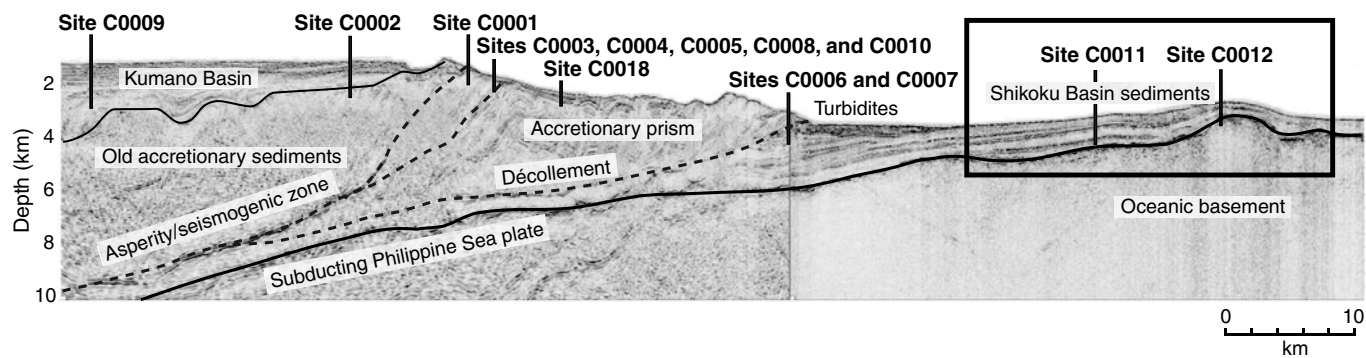 Site C0009
Site C0002
Site C0001
Sites C0003, C0004, C0005, C0008, and C0010
Site C0018
Sites C0006 and C0007
Site C0011
Site C0012
Kumano Basin
Turbidites
Shikoku Basin sediments
Accretionary prism
Old accretionary sediments
Décollement
Asperity/seismogenic zone
Subducting Philippine Sea plate
Oceanic basement
Depth (km)
2
4
6
8
10
0
10
km